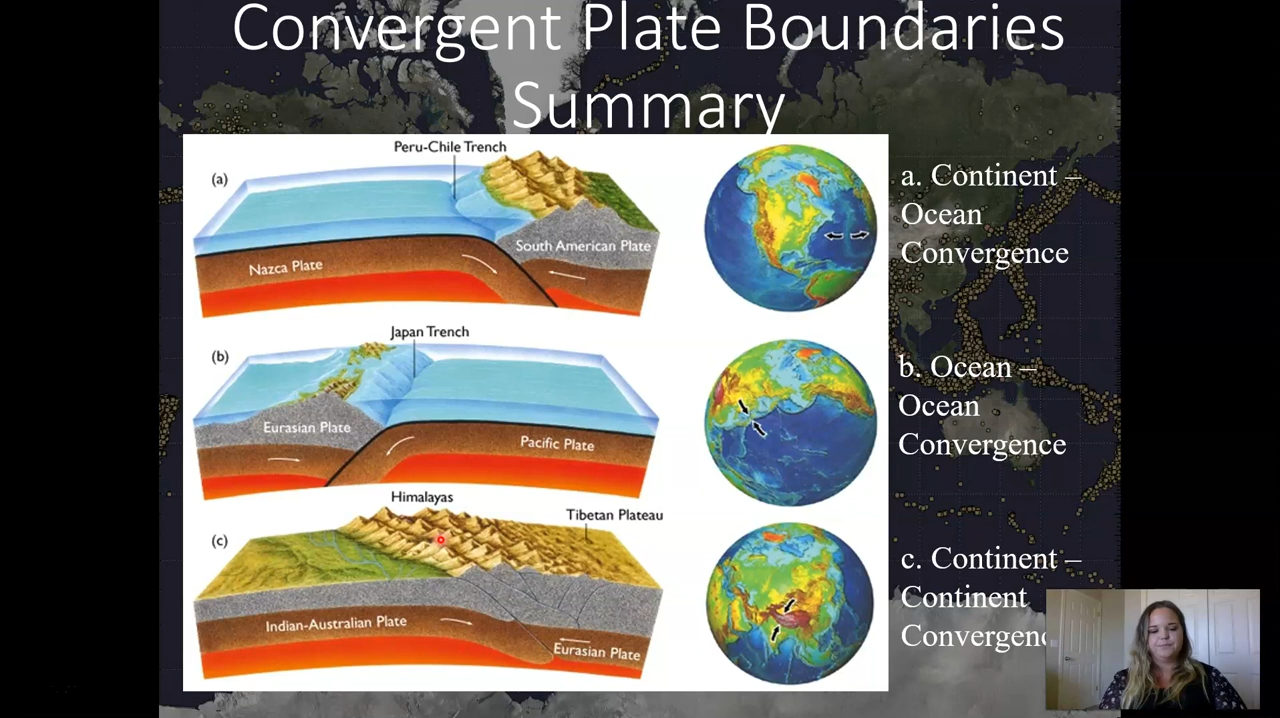 Convergent Plate Boundaries
Summary
Peru-Chile Trench
(a)
South American Plate
Nazca Plate
a. Continent –
Ocean
Convergence
Japan Trench
(b)
Eurasian Plate
Pacific Plate
b. Ocean –
Ocean
Convergence
Himalayas
Tibetan Plateau
(c)
Indian-Australian Plate
Eurasian Plate
c. Continent –
Continent